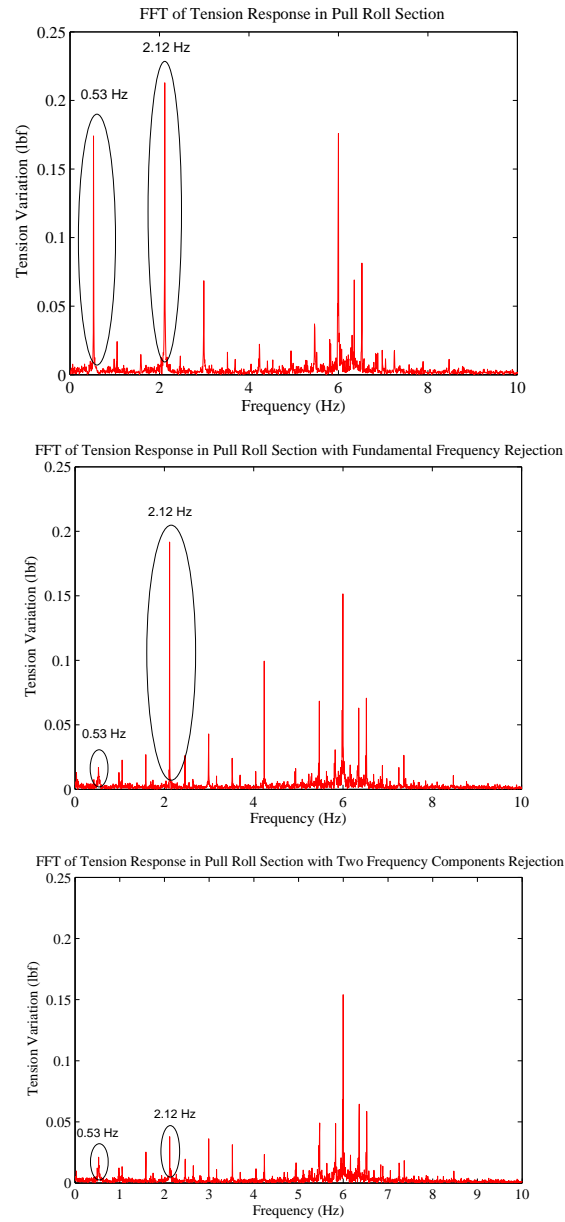 FFT of Tension Response in Pull Roll Section
0.25
2.12 Hz
0.53 Hz
0.2
0.15
0.1
0.05
0
Tension Variation (lbf)
0 2 4 6 8 10
Frequency (Hz)
FFT of Tension Response in Pull Roll Section with Fundamental Frequency Rejection
0.25
2.12 Hz
0.2
0.15
0.1
0.05
0.53 Hz
0
Tension Variation (lbf)
0 2 4 6 8 10
Frequency (Hz)
FFT of Tension Response in Pull Roll Section with Two Frequency Components Rejection
0.25
0.2
0.15
0.1
0.05
0.53 Hz
2.12 Hz
0
Tension Variation (lbf)
0 1 2 3 4 5 6 7 8 9 10
Frequency (Hz)